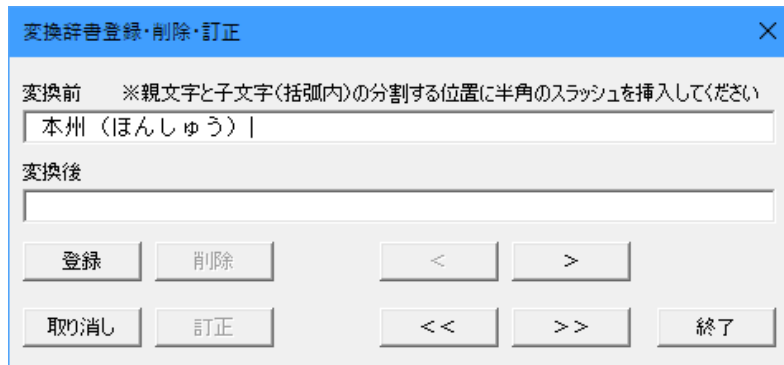 変換辞書登録・削除・訂正
変換前 ※親文字と子文字(括弧内)の分割する位置に半角のスラッシュを挿入してください
本州（ほんしゅう）
変換後
登録 削除 < >
取り消し 訂正 << >> 終了